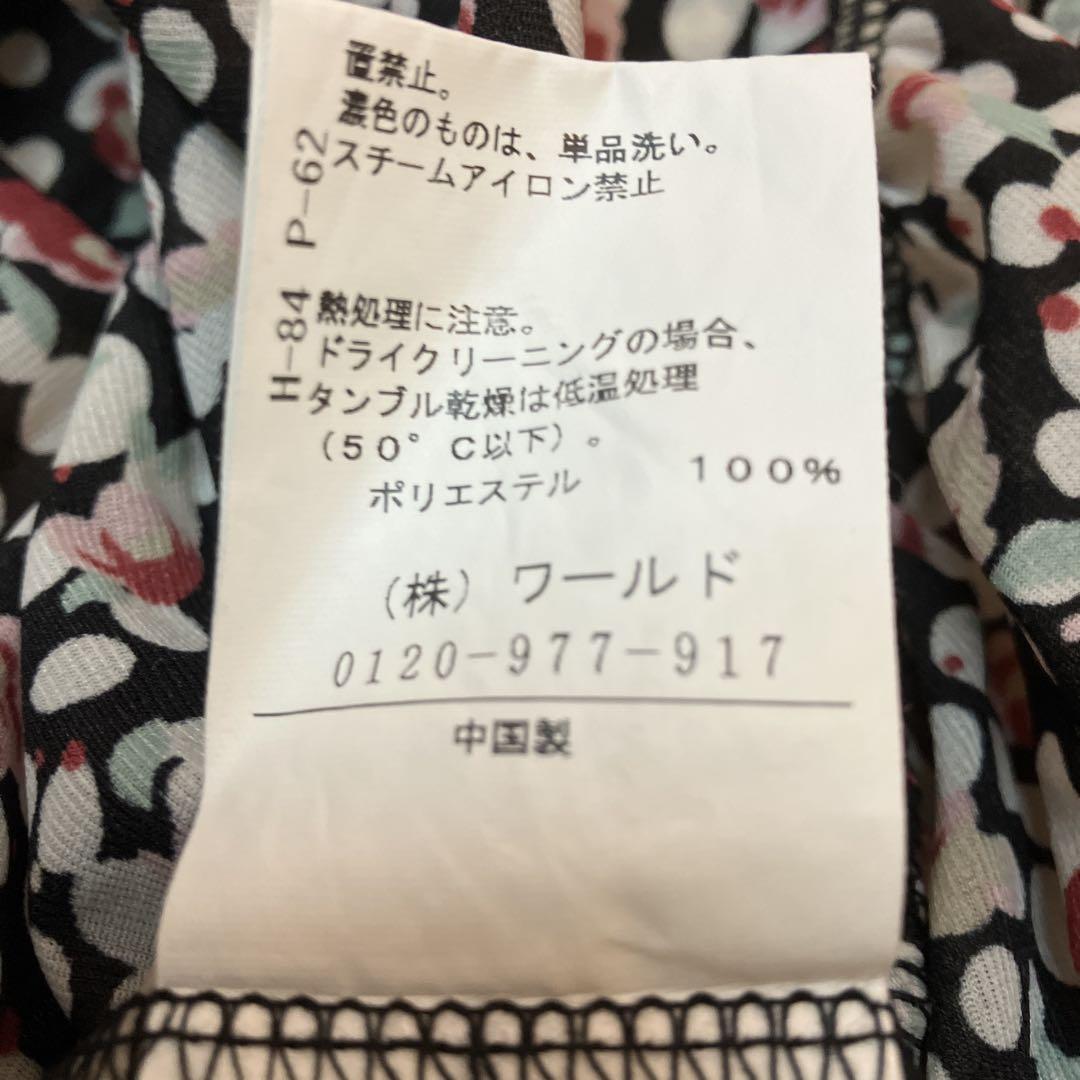 置禁止。
濃色のものは、単品洗い。
スチームアイロン禁止
P-62
熱処理に注意。
ドライクリーニングの場合、
タンブル乾燥は低温処理
(50°C以下)。
H-84
ポリエステル 100%
(株)ワールド
0120-977-917
中国製